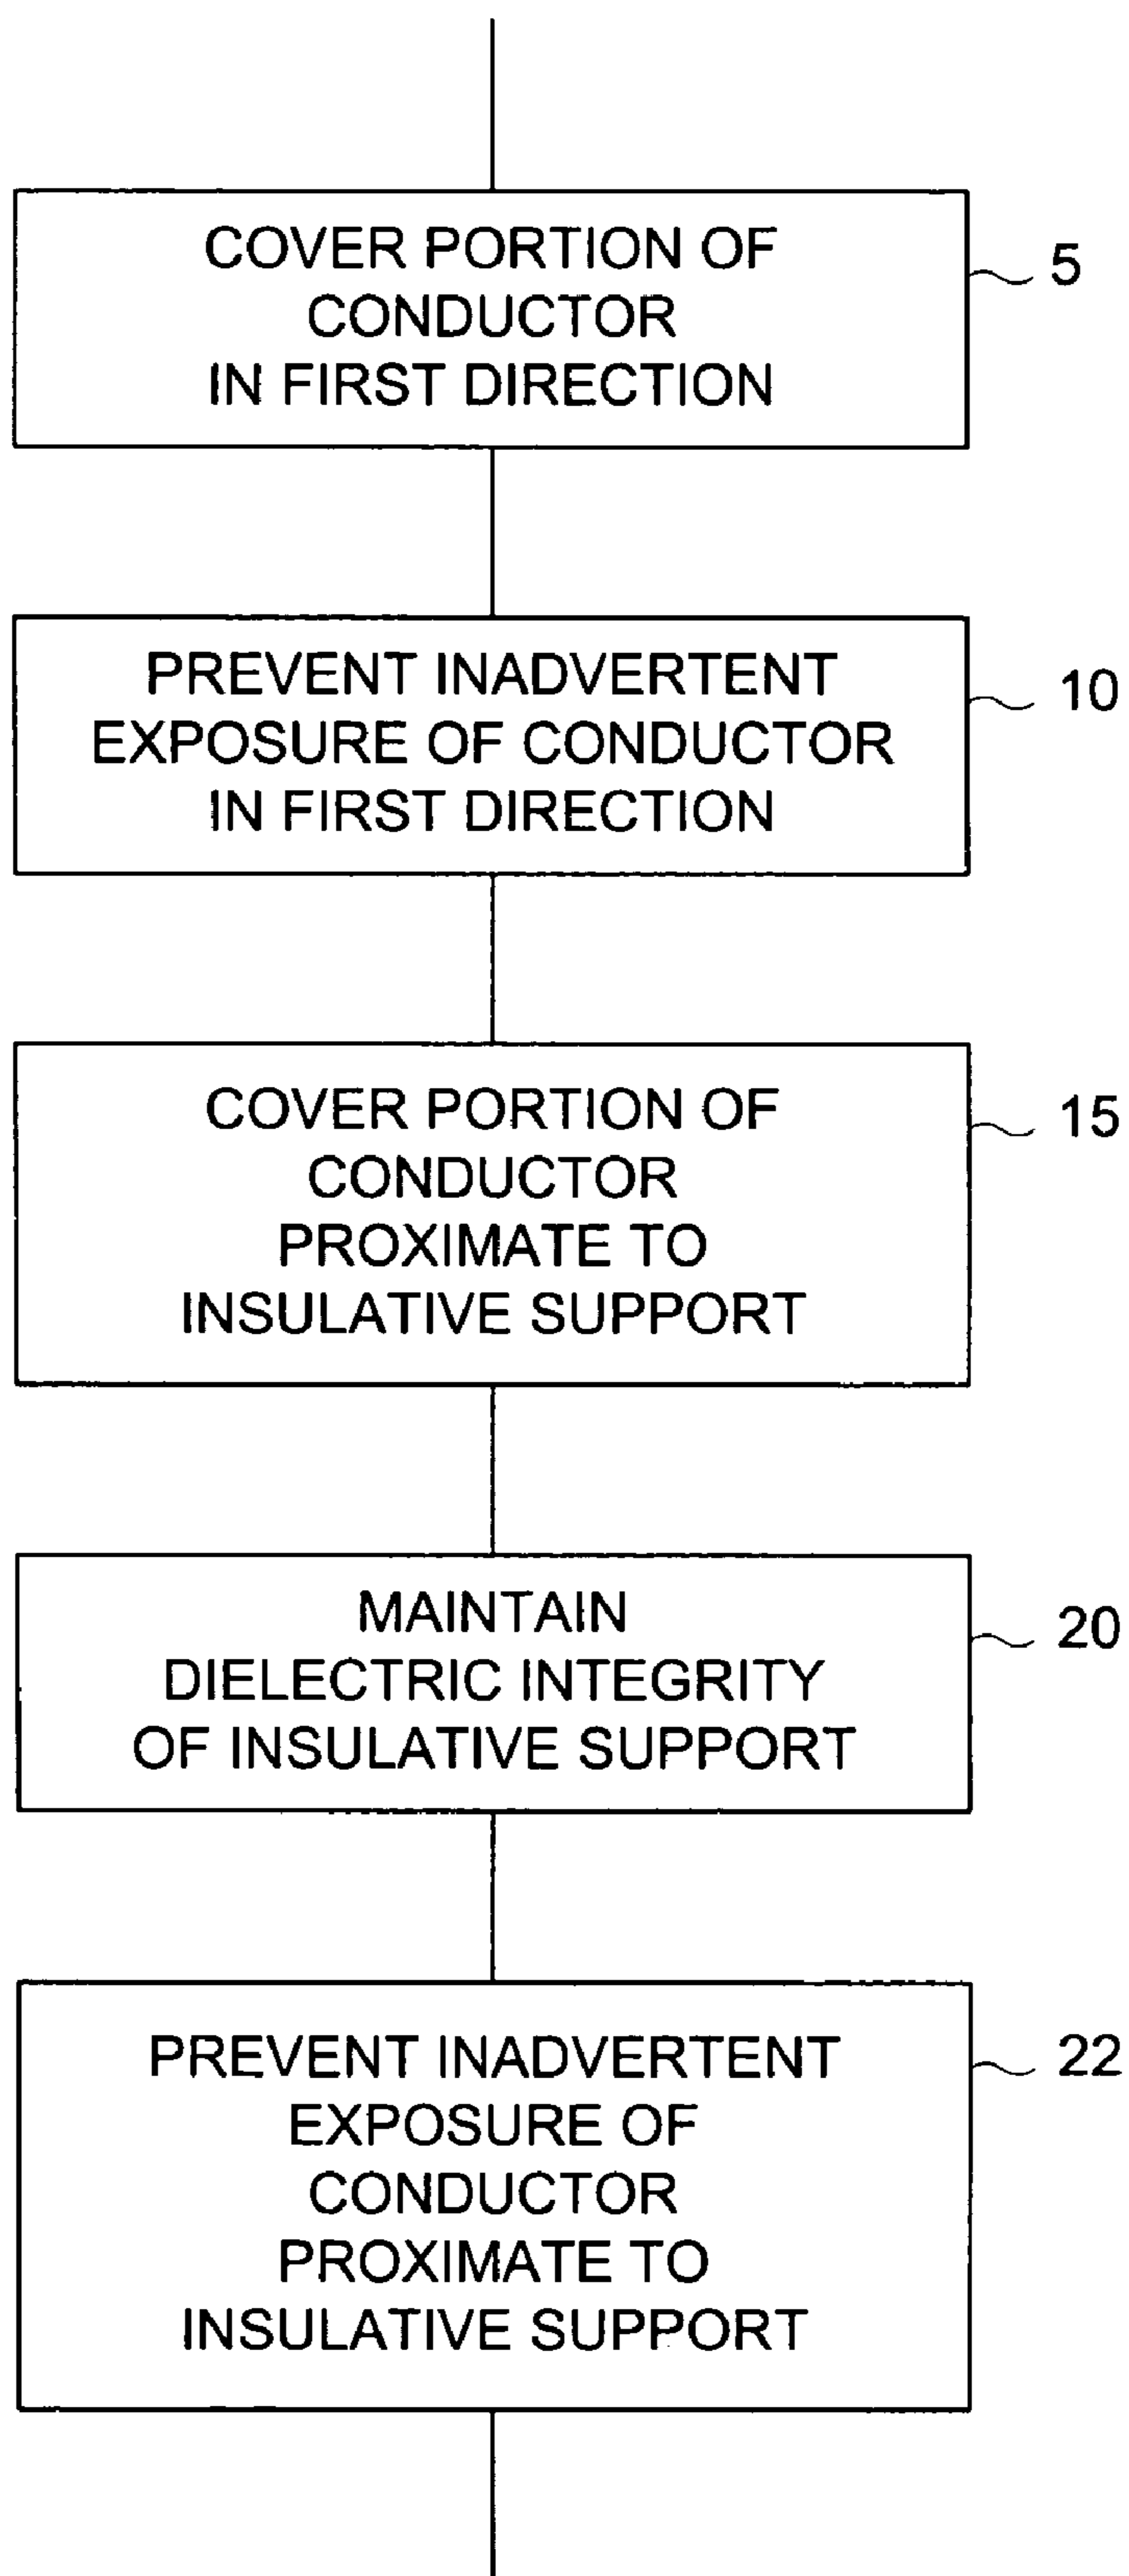 COVER PORTION OF
CONDUCTOR
IN FIRST DIRECTION
5
PREVENT INADVERTENT
EXPOSURE OF CONDUCTOR
IN FIRST DIRECTION
10
COVER PORTION OF
CONDUCTOR
PROXIMATE TO
INSULATIVE SUPPORT
15
MAINTAIN
DIELECTRIC INTEGRITY
OF INSULATIVE SUPPORT
20
PREVENT INADVERTENT
EXPOSURE OF
CONDUCTOR
PROXIMATE TO
INSULATIVE SUPPORT
22